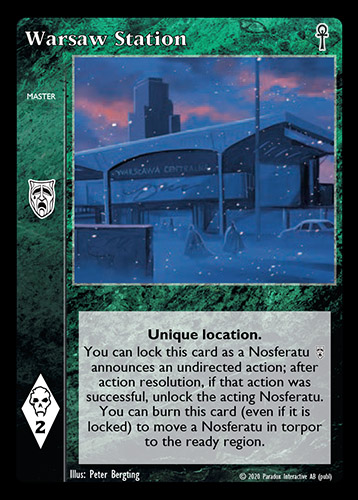 Warsaw Station
MASTER
WARSZAWA CENTRALNA
Unique location.
You can lock this card as a Nosferatu
announces an undirected action; after
action resolution, if that action was
successful, unlock the acting Nosferatu.
You can burn this card (even if it is
locked) to move a Nosferatu in torpor
to the ready region.
2
Illus: Peter Bergting
© 2020 Paradox Interactive AB (publ)